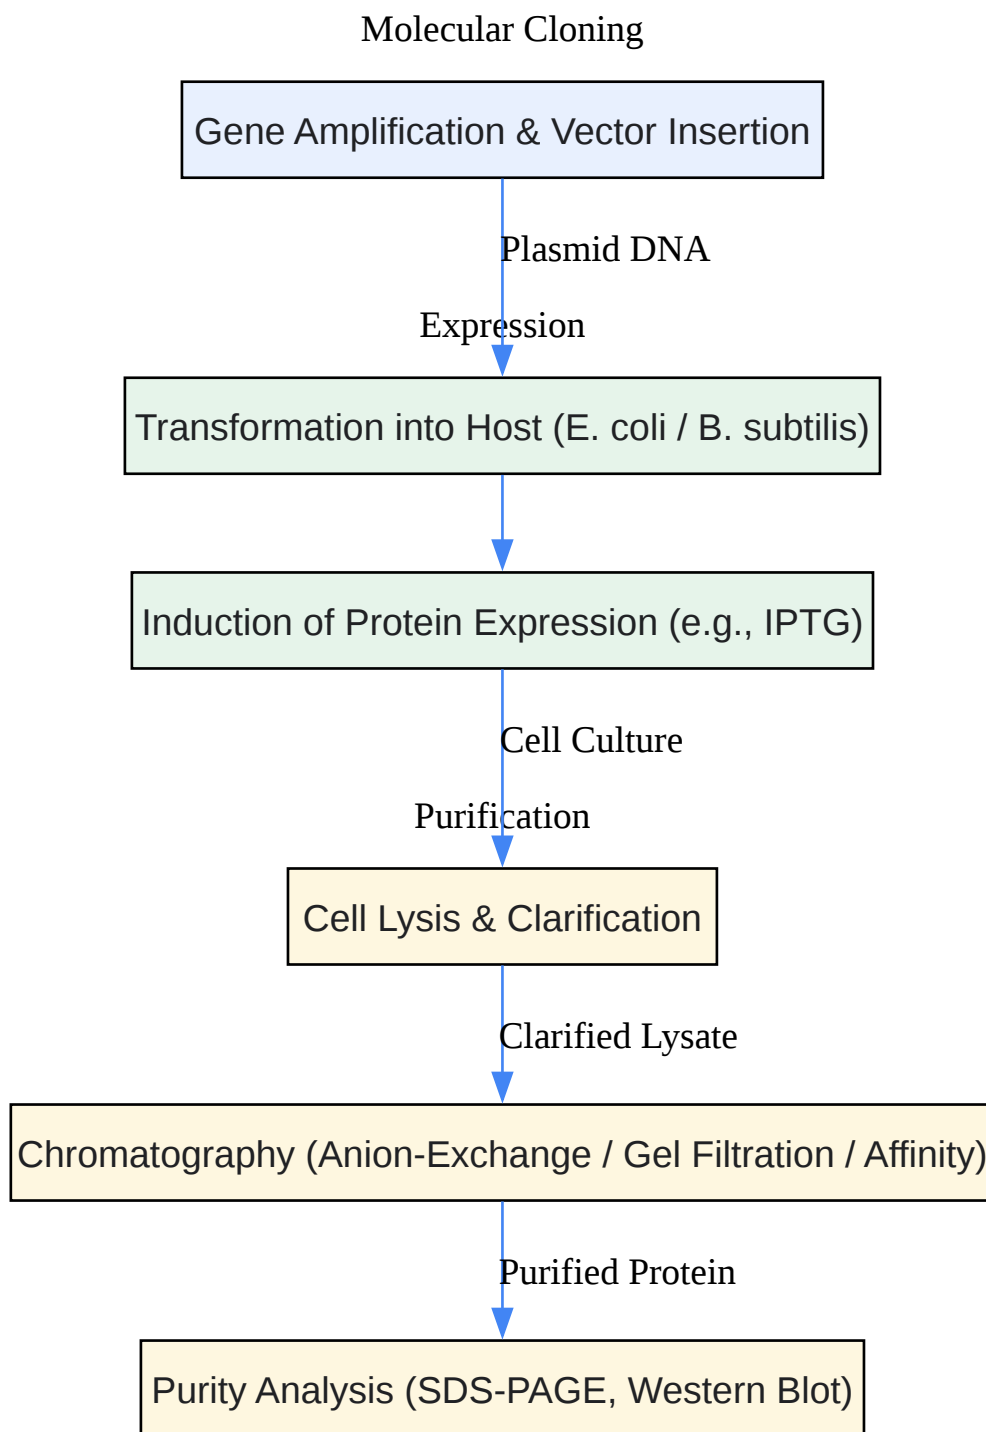 Molecular Cloning
Gene Amplification & Vector Insertion
Plasmid DNA
Expression
Transformation into Host (E. coli / B. subtilis)
Induction of Protein Expression (e.g., IPTG)
Cell Culture
Purification
Cell Lysis & Clarification
Clarified Lysate
Chromatography (Anion-Exchange / Gel Filtration / Affinity)
Purified Protein
Purity Analysis (SDS-PAGE, Western Blot)